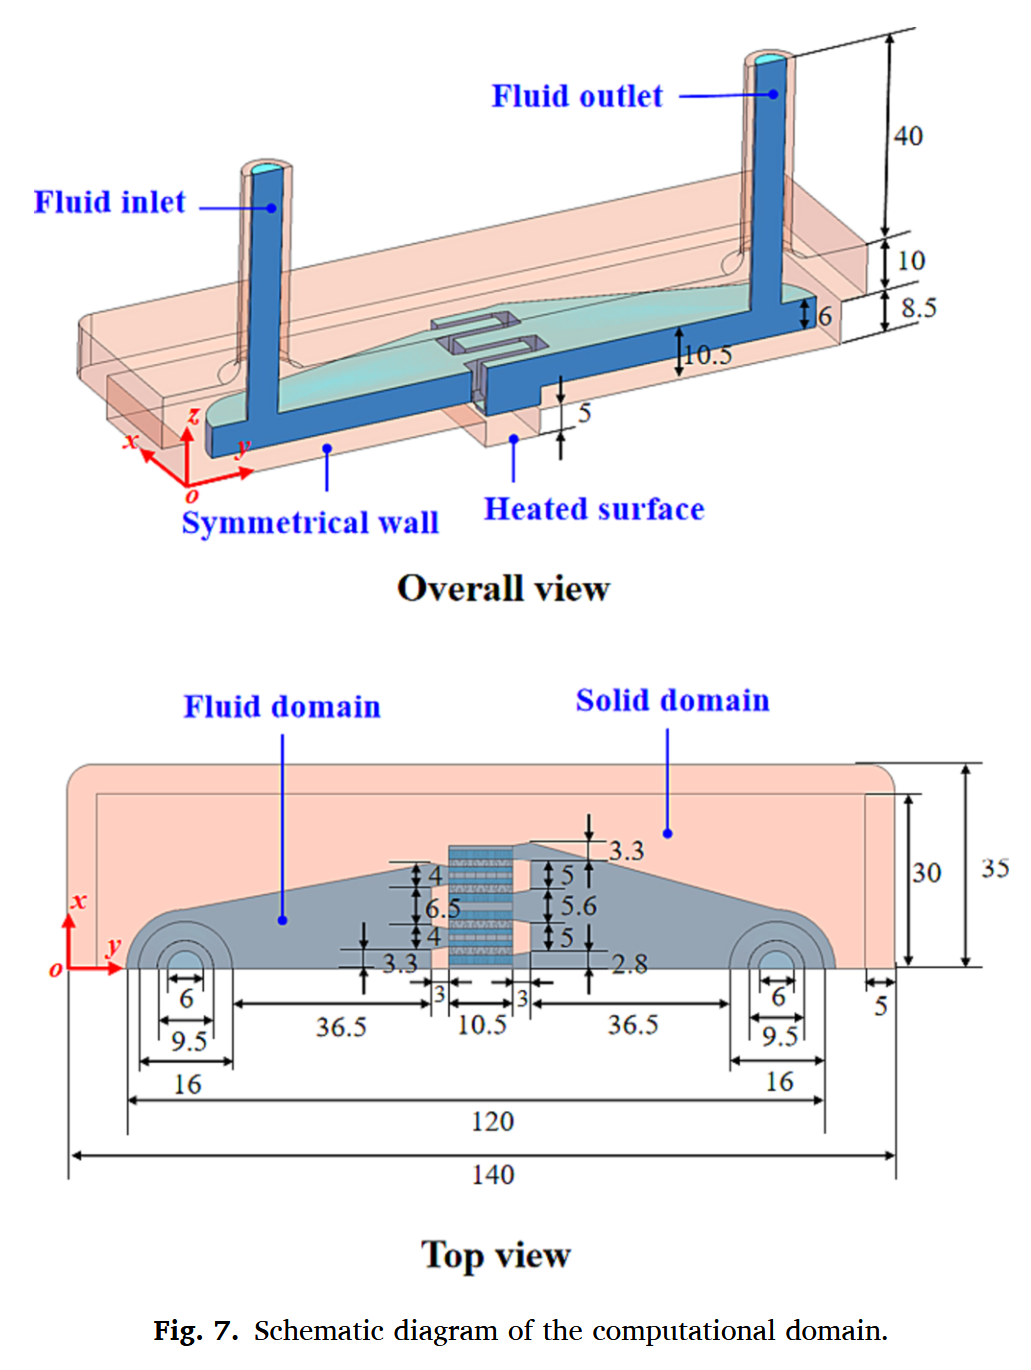 Fluid outlet
40
Fluid inlet
10
8.5
6
10.5
5
z
x
y
o
Symmetrical wall
Heated surface
Overall view
Fluid domain
Solid domain
3.3
4
5
30
35
6.5
5.6
x
4
5
y
3.3
2.8
o
6
3
3
6
5
36.5
10.5
36.5
9.5
9.5
16
16
120
140
Top view
Fig. 7. Schematic diagram of the computational domain.